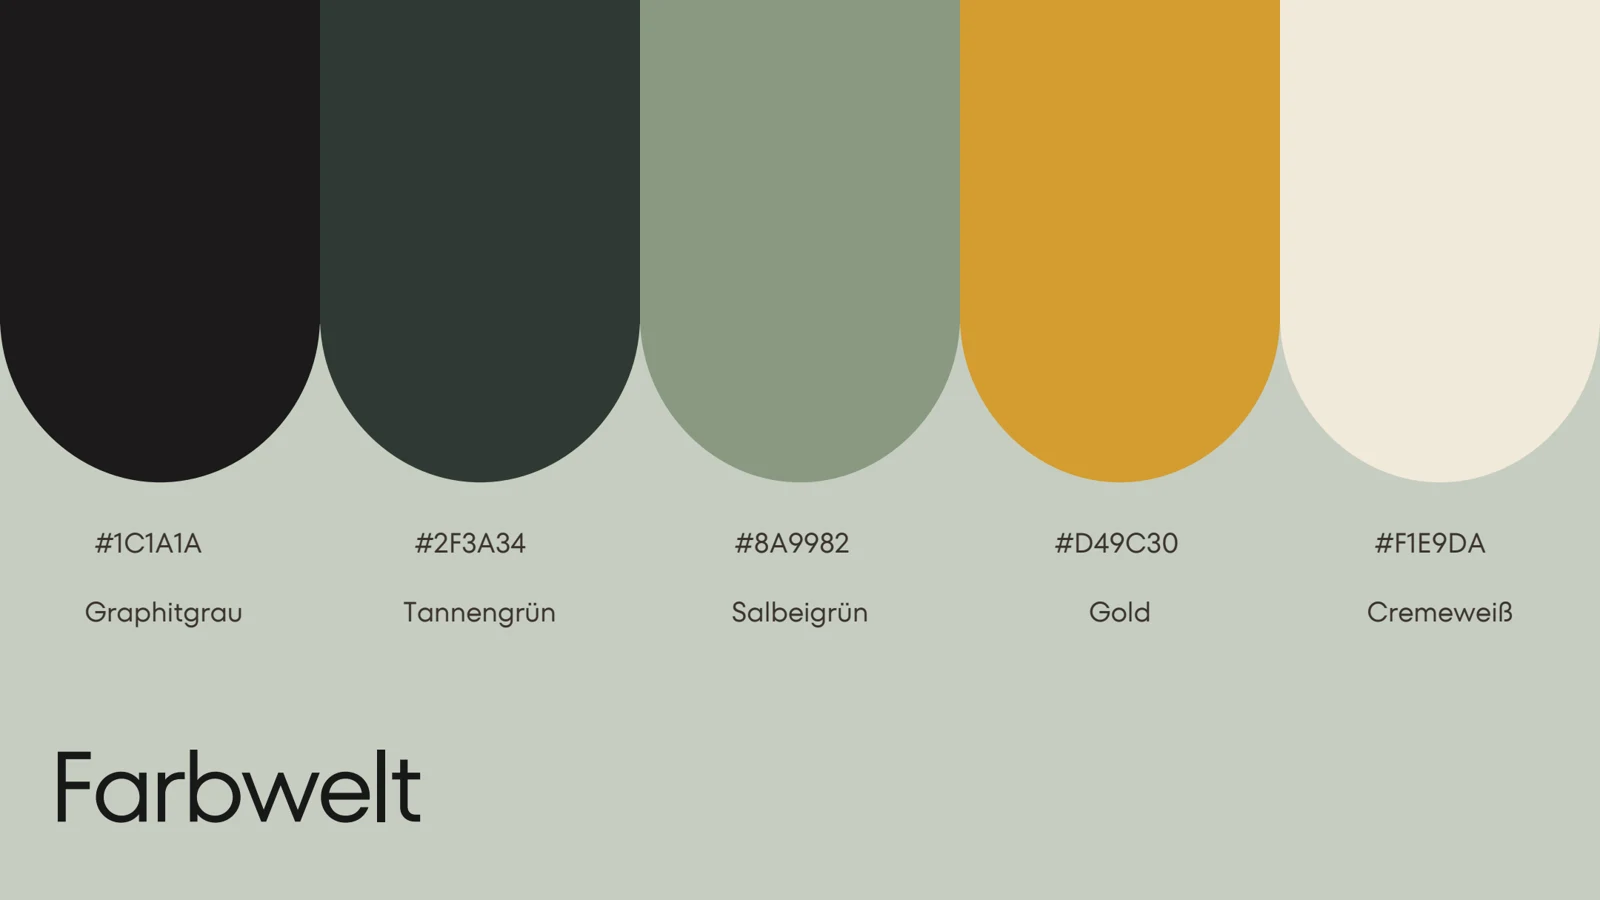 #1C1A1A
#2F3A34
#8A9982
#D49C30
#F1E9DA
Graphitgrau
Tannengrün
Salbeigrün
Gold
Cremeweiß
Farbwelt